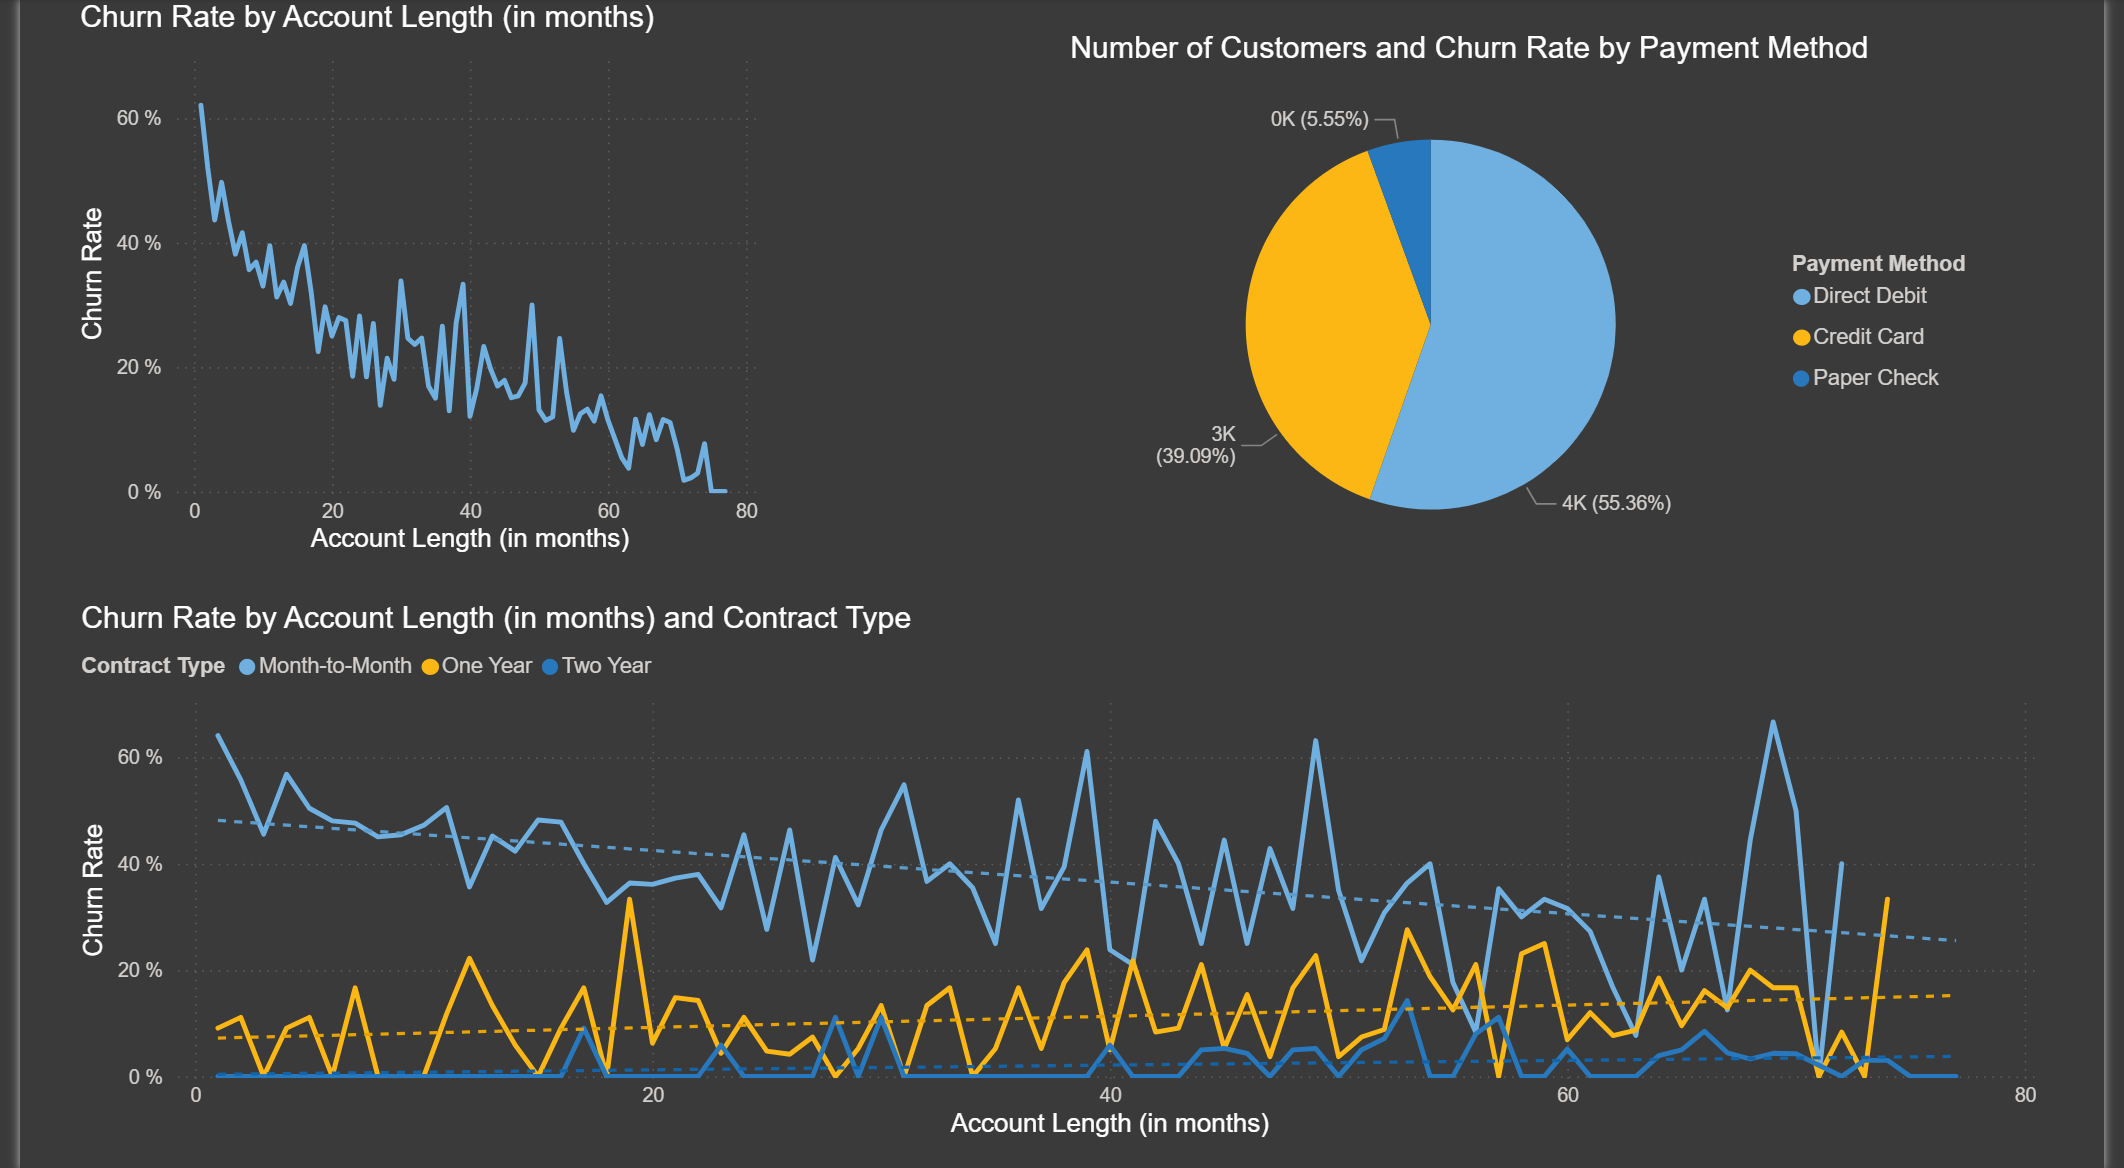 Churn Rate by Account Length (in months)
60 %
40 %
20 %
0 %
Churn Rate
0 20 40 60 80
Account Length (in months)
Number of Customers and Churn Rate by Payment Method
0K (5.55%)
3K
(39.09%)
4K (55.36%)
Payment Method
Direct Debit
Credit Card
Paper Check
Churn Rate by Account Length (in months) and Contract Type
Contract Type Month-to-Month One Year Two Year
60 %
40 %
20 %
0 %
Churn Rate
0 20 40 60 80
Account Length (in months)